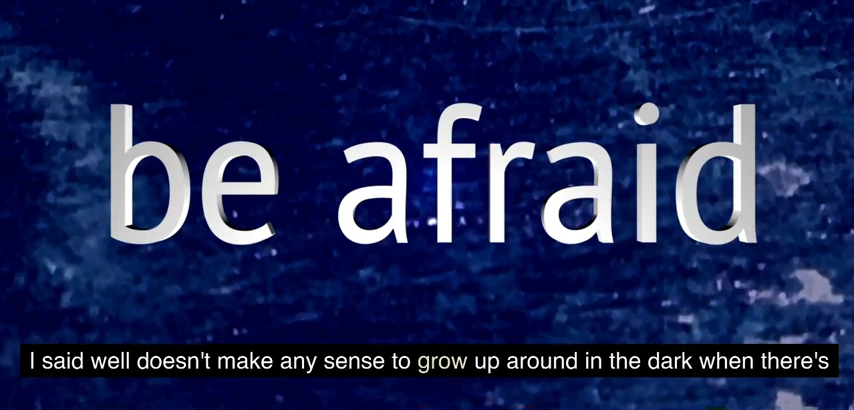 be afraid
I said well doesn't make any sense to grow up around in the dark when there's